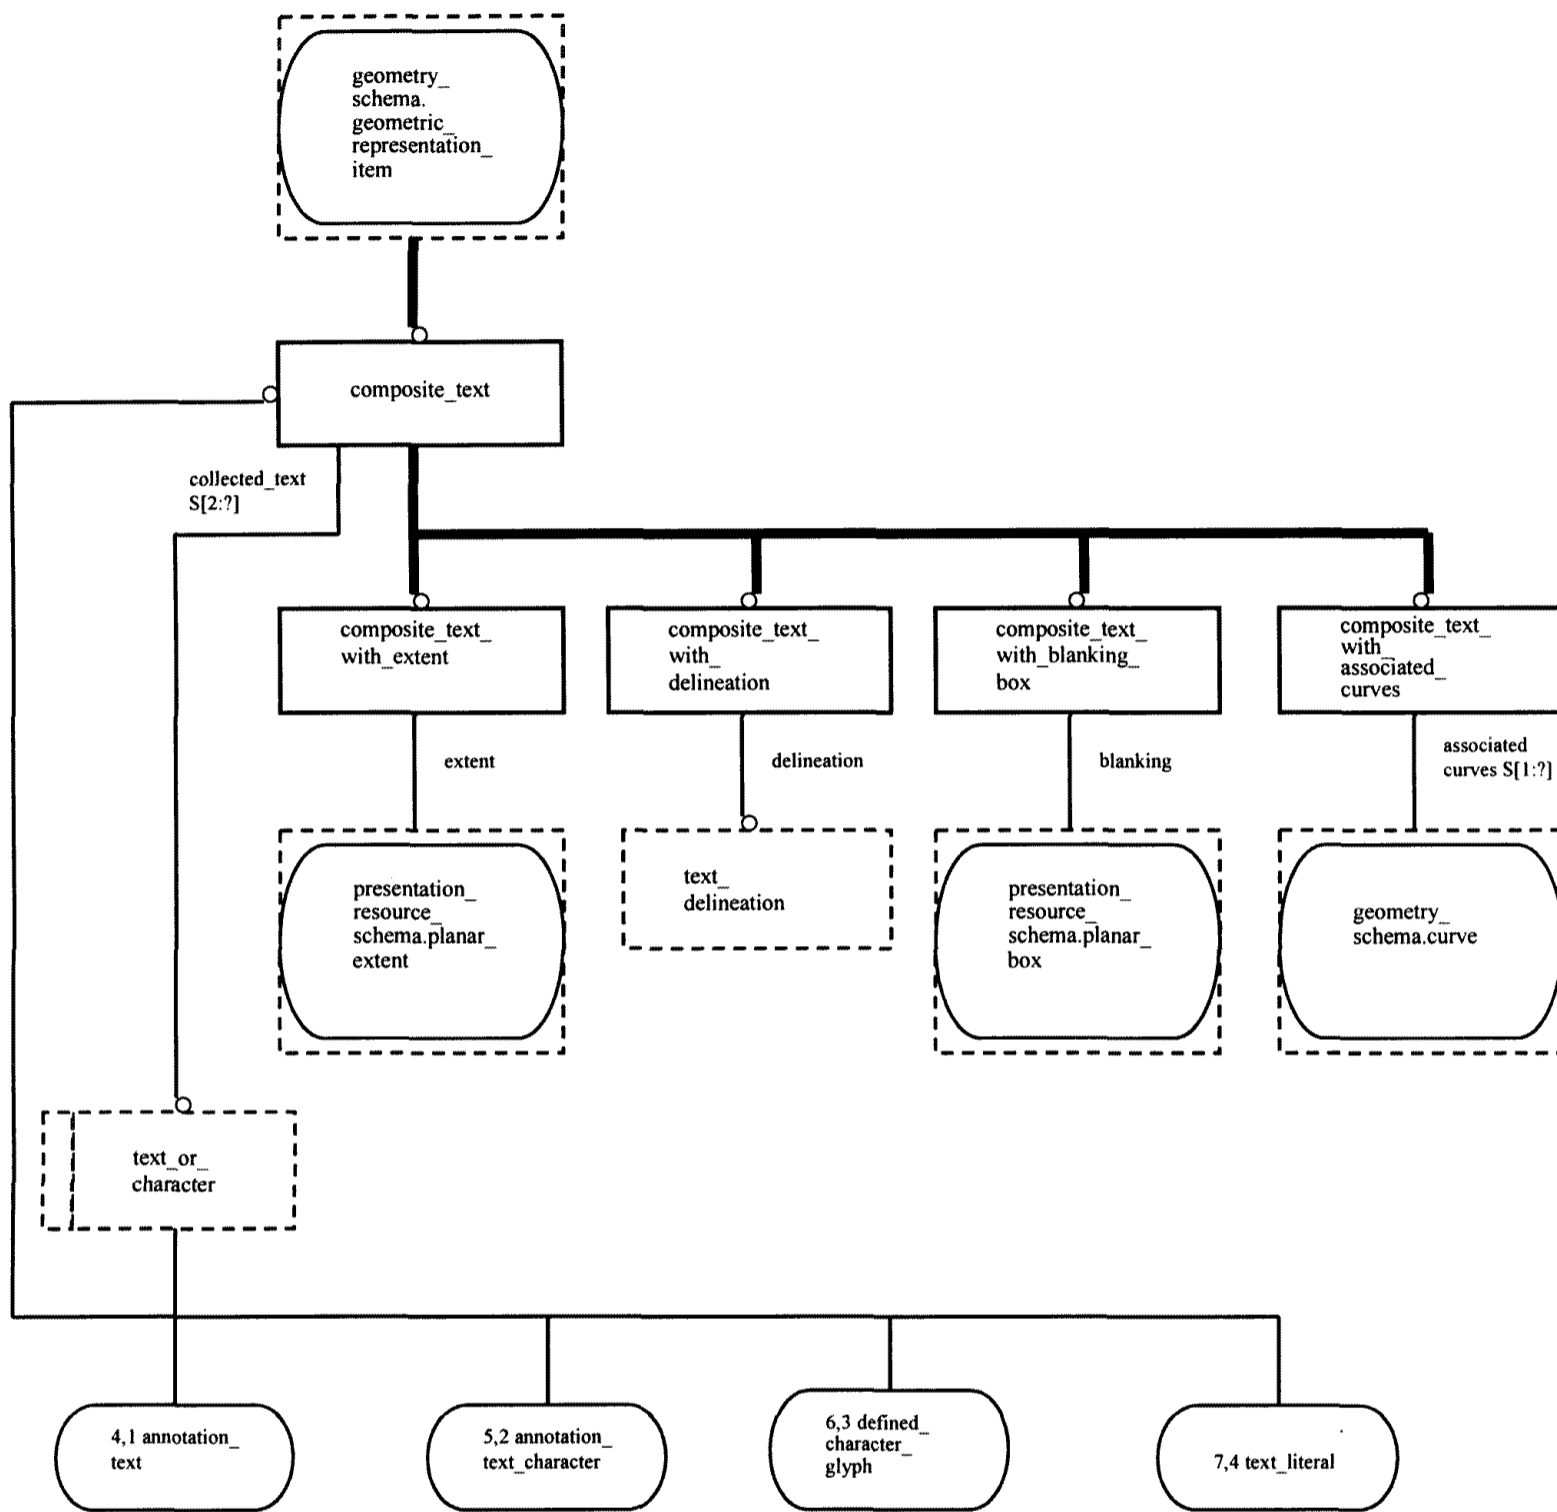 geometry_
schema.
geometric_
representation_
item
composite_text
collected_text
S[2:?]
composite_text_
with_extent
composite_text_
with_
delineation
composite_text_
with_blanking_
box
composite_text_
with_
associated_
curves
extent
delineation
blanking
associated
curves S[1:?]
presentation_
resource_
schema.planar_
extent
text_
delineation
presentation_
resource_
schema.planar_
box
geometry_
schema.curve
text_or_
character
4,1 annotation_
text
5,2 annotation_
text_character
6,3 defined_
character_
glyph
7,4 text_literal